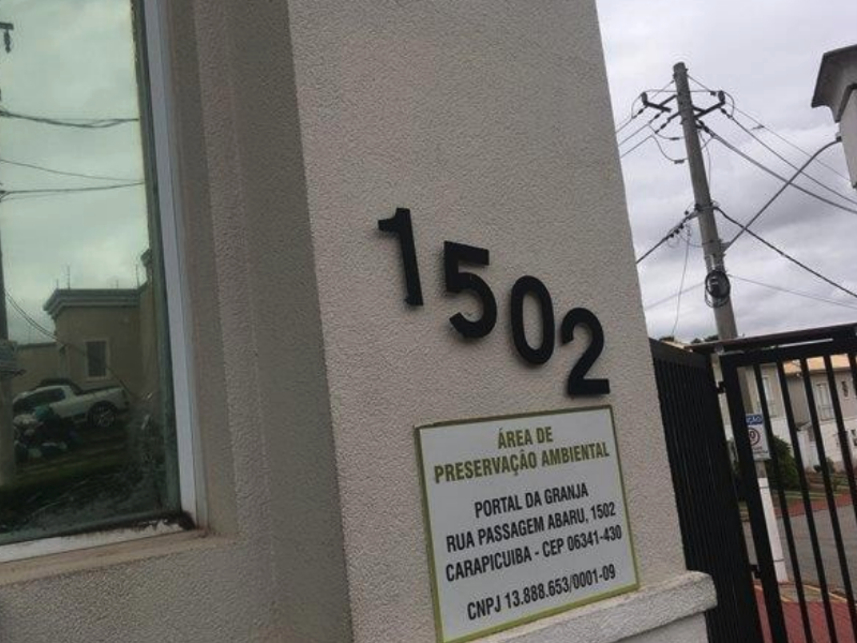 1502
ÁREA DE
PRESERVAÇÃO AMBIENTAL
PORTAL DA GRANJA
RUA PASSAGEM ABARU, 1502
CARAPICUIBA - CEP 06341-430
CNPJ 13.888.653/0001-09